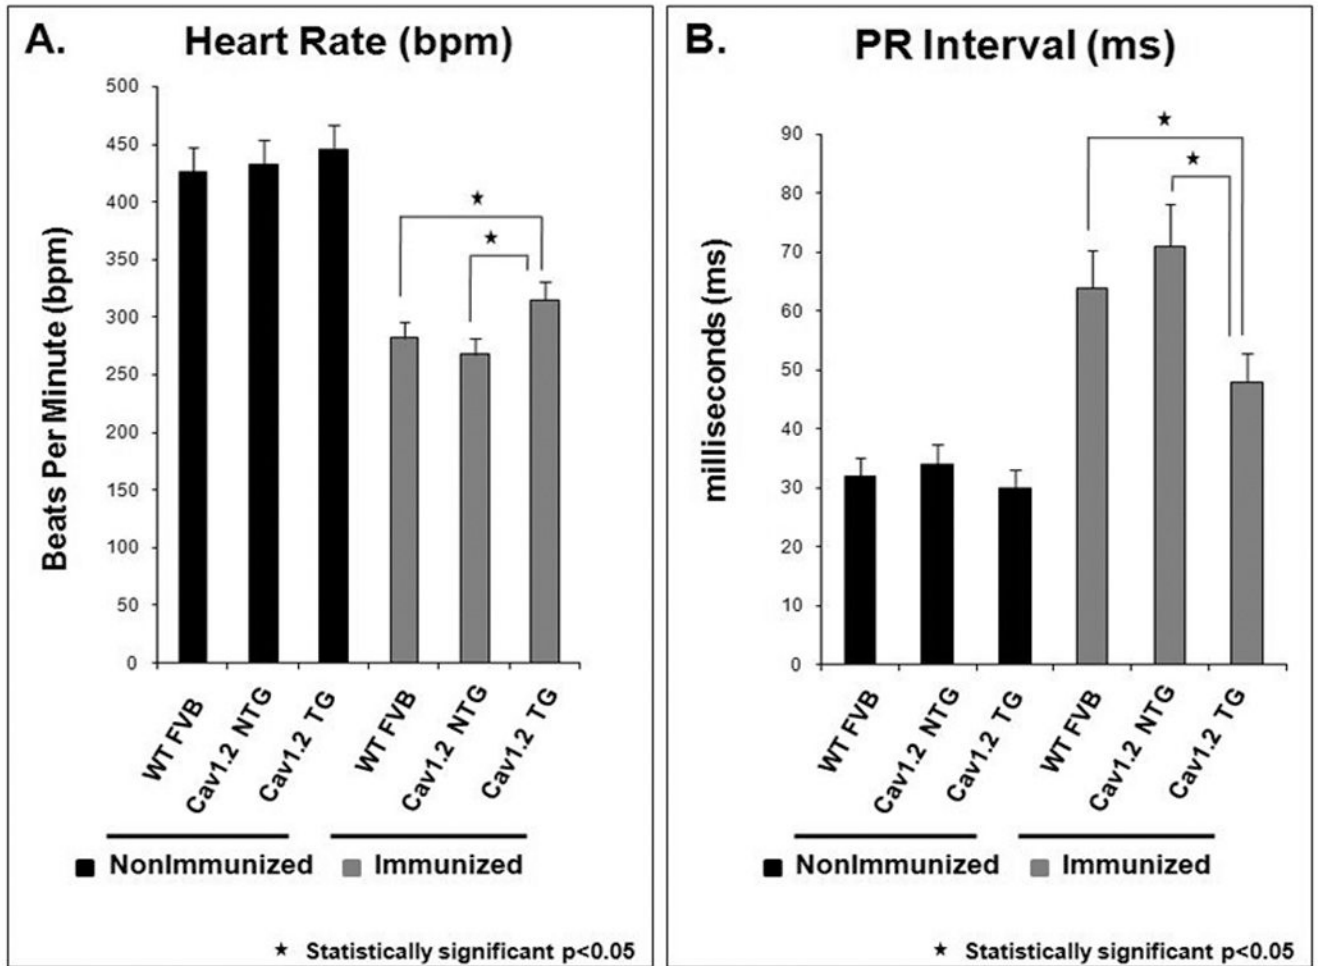 A.
Heart Rate (bpm)
Beats Per Minute (bpm)
500
450
400
350
300
250
200
150
100
50
0
★
★
WT FVB
Cav1.2 NTG
Cav1.2 TG
WT FVB
Cav1.2 NTG
Cav1.2 TG
NonImmunized
Immunized
★ Statistically significant p<0.05
B.
PR Interval (ms)
milliseconds (ms)
90
80
70
60
50
40
30
20
10
0
★
★
WT FVB
Cav1.2 NTG
Cav1.2 TG
WT FVB
Cav1.2 NTG
Cav1.2 TG
NonImmunized
Immunized
★ Statistically significant p<0.05